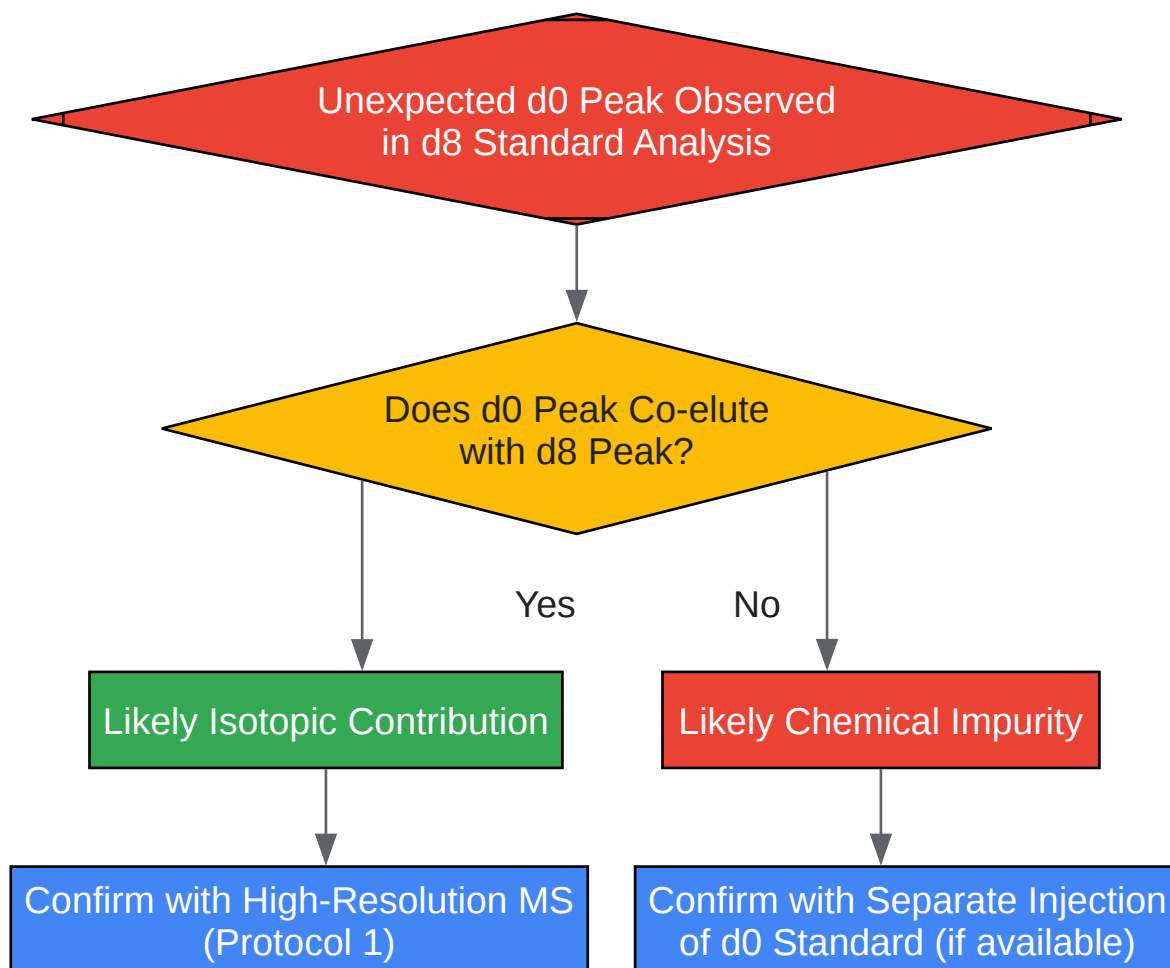 Unexpected d0 Peak Observed
in d8 Standard Analysis
Does d0 Peak Co-elute
with d8 Peak?
Yes
No
Likely Isotopic Contribution
Likely Chemical Impurity
Confirm with High-Resolution MS
(Protocol 1)
Confirm with Separate Injection
of d0 Standard (if available)